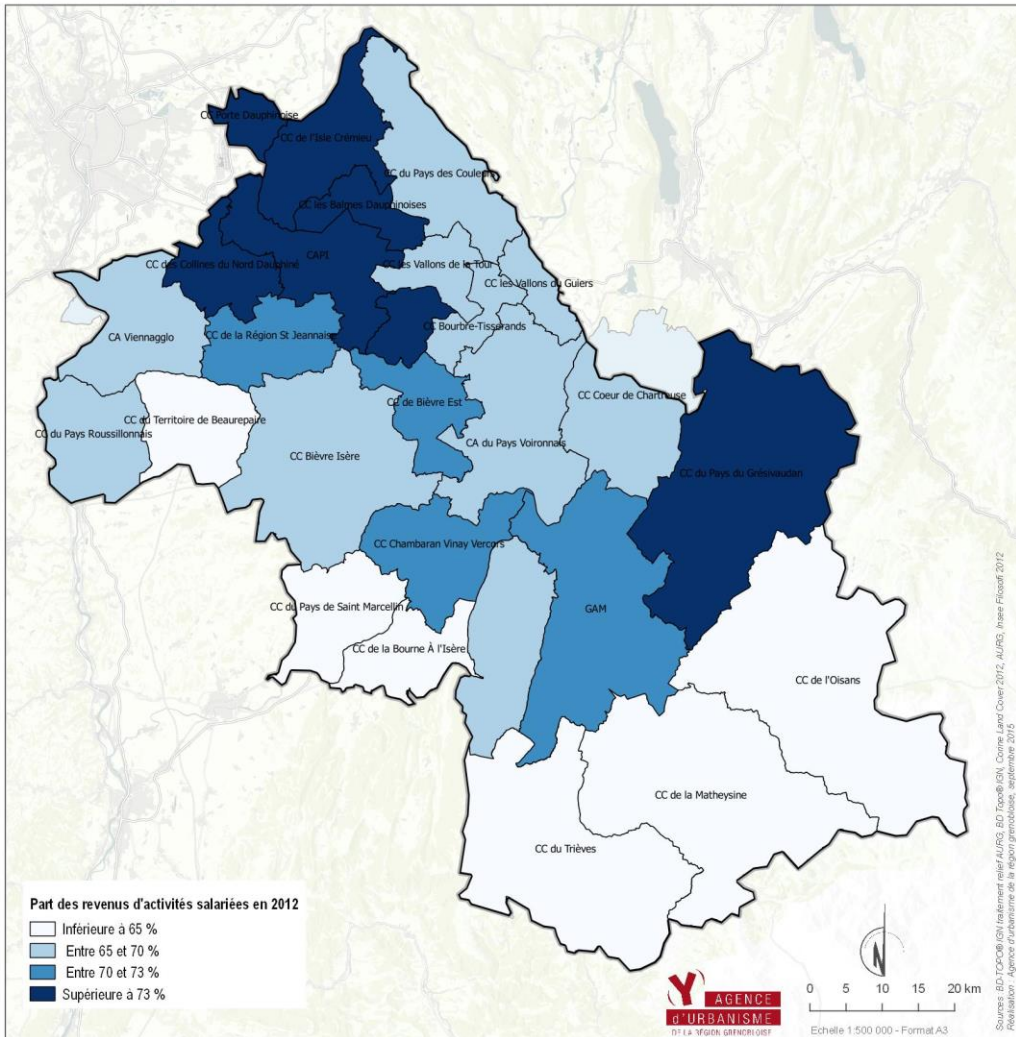 CC Porte Dauphinoise
CC de l'Isle Crémieu
CC du Pays des Couleurs
CC les Balmes Dauphinoises
CC des Collines du Nord Dauphiné
CAPI
CC les Vallons de la Tour
CC les Vallons du Guiers
CA Viennagglo
CC de la Région St Jeannaise
CC Bourbre-Tisserands
CC Coeur de Chartreuse
CC de Bièvre Est
CC du Territoire de Beaurepaire
CC du Pays Roussillonnais
CC Bièvre Isère
CA du Pays Voironnais
CC du Pays du Grésivaudan
CC Chambaran Vinay Vercors
CC du Pays de Saint Marcellin
GAM
CC de la Bourne À l'Isère
CC de l'Oisans
CC de la Matheysine
CC du Trièves
Part des revenus d'activités salariées en 2012
Inférieure à 65 %
Entre 65 et 70 %
Entre 70 et 73 %
Supérieure à 73 %
Y AGENCE
d'URBANISME
DE LA RÉGION GRENOBLOISE
N
0 5 10 15 20 km
Echelle 1:500 000 - Format A3
Sources : BD-TOPO®IGN traitement relief AURG, BD Topo®IGN, Corine Land Cover 2012, AURG, Insee Filosofi 2012
Réalisation : Agence d'urbanisme de la région grenobloise, septembre 2015